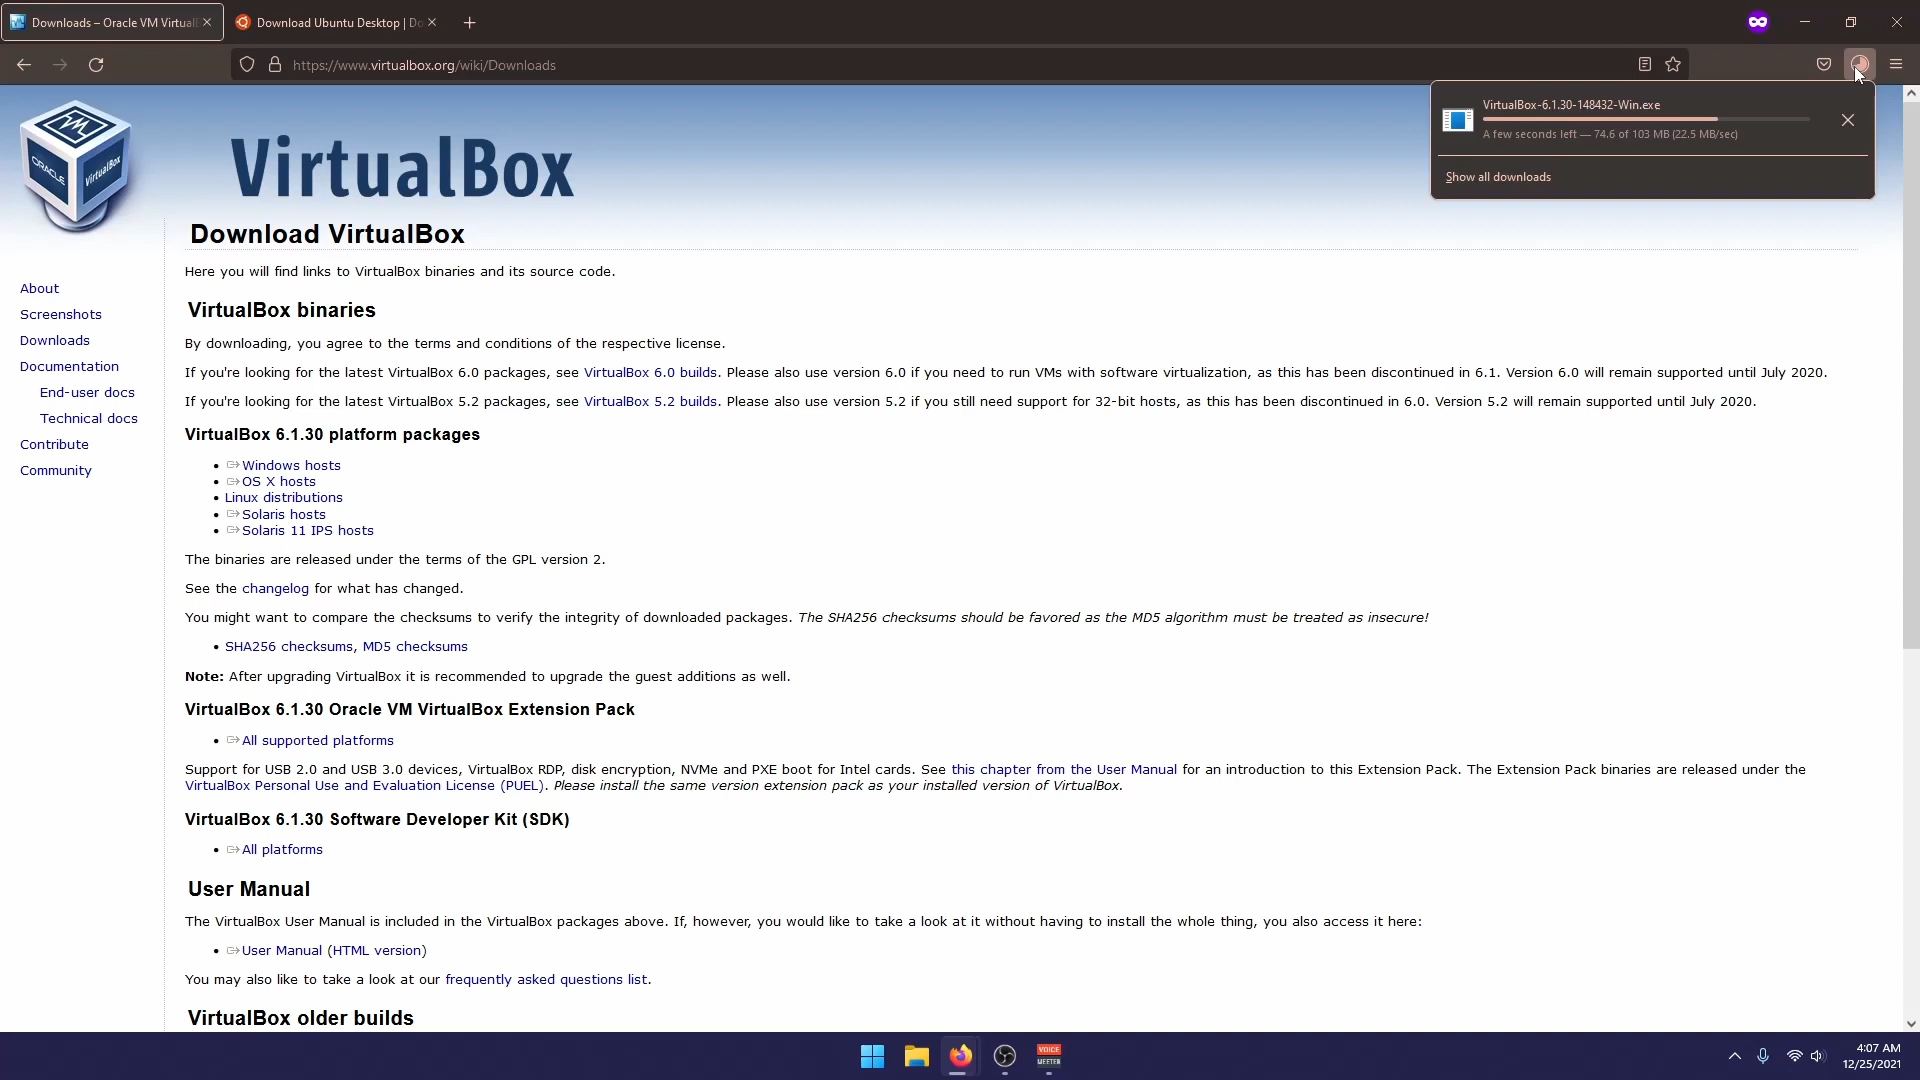 Downloads – Oracle VM Virtual
Download Ubuntu Desktop | Do
https://www.virtualbox.org/wiki/Downloads
VirtualBox-6.1.30-148432-Win.exe
A few seconds left — 74.6 of 103 MB (22.5 MB/sec)
Show all downloads
ORACLE
VirtualBox
VirtualBox
Download VirtualBox
Here you will find links to VirtualBox binaries and its source code.
About
Screenshots
Downloads
Documentation
End-user docs
Technical docs
Contribute
Community
VirtualBox binaries
By downloading, you agree to the terms and conditions of the respective license.
If you're looking for the latest VirtualBox 6.0 packages, see VirtualBox 6.0 builds. Please also use version 6.0 if you need to run VMs with software virtualization, as this has been discontinued in 6.1. Version 6.0 will remain supported until July 2020.
If you're looking for the latest VirtualBox 5.2 packages, see VirtualBox 5.2 builds. Please also use version 5.2 if you still need support for 32-bit hosts, as this has been discontinued in 6.0. Version 5.2 will remain supported until July 2020.
VirtualBox 6.1.30 platform packages
Windows hosts
OS X hosts
Linux distributions
Solaris hosts
Solaris 11 IPS hosts
The binaries are released under the terms of the GPL version 2.
See the changelog for what has changed.
You might want to compare the checksums to verify the integrity of downloaded packages. The SHA256 checksums should be favored as the MD5 algorithm must be treated as insecure!
SHA256 checksums, MD5 checksums
Note: After upgrading VirtualBox it is recommended to upgrade the guest additions as well.
VirtualBox 6.1.30 Oracle VM VirtualBox Extension Pack
All supported platforms
Support for USB 2.0 and USB 3.0 devices, VirtualBox RDP, disk encryption, NVMe and PXE boot for Intel cards. See this chapter from the User Manual for an introduction to this Extension Pack. The Extension Pack binaries are released under the
VirtualBox Personal Use and Evaluation License (PUEL). Please install the same version extension pack as your installed version of VirtualBox.
VirtualBox 6.1.30 Software Developer Kit (SDK)
All platforms
User Manual
The VirtualBox User Manual is included in the VirtualBox packages above. If, however, you would like to take a look at it without having to install the whole thing, you also access it here:
User Manual (HTML version)
You may also like to take a look at our frequently asked questions list.
VirtualBox older builds
VOICE
MEETER
4:07 AM
12/25/2021